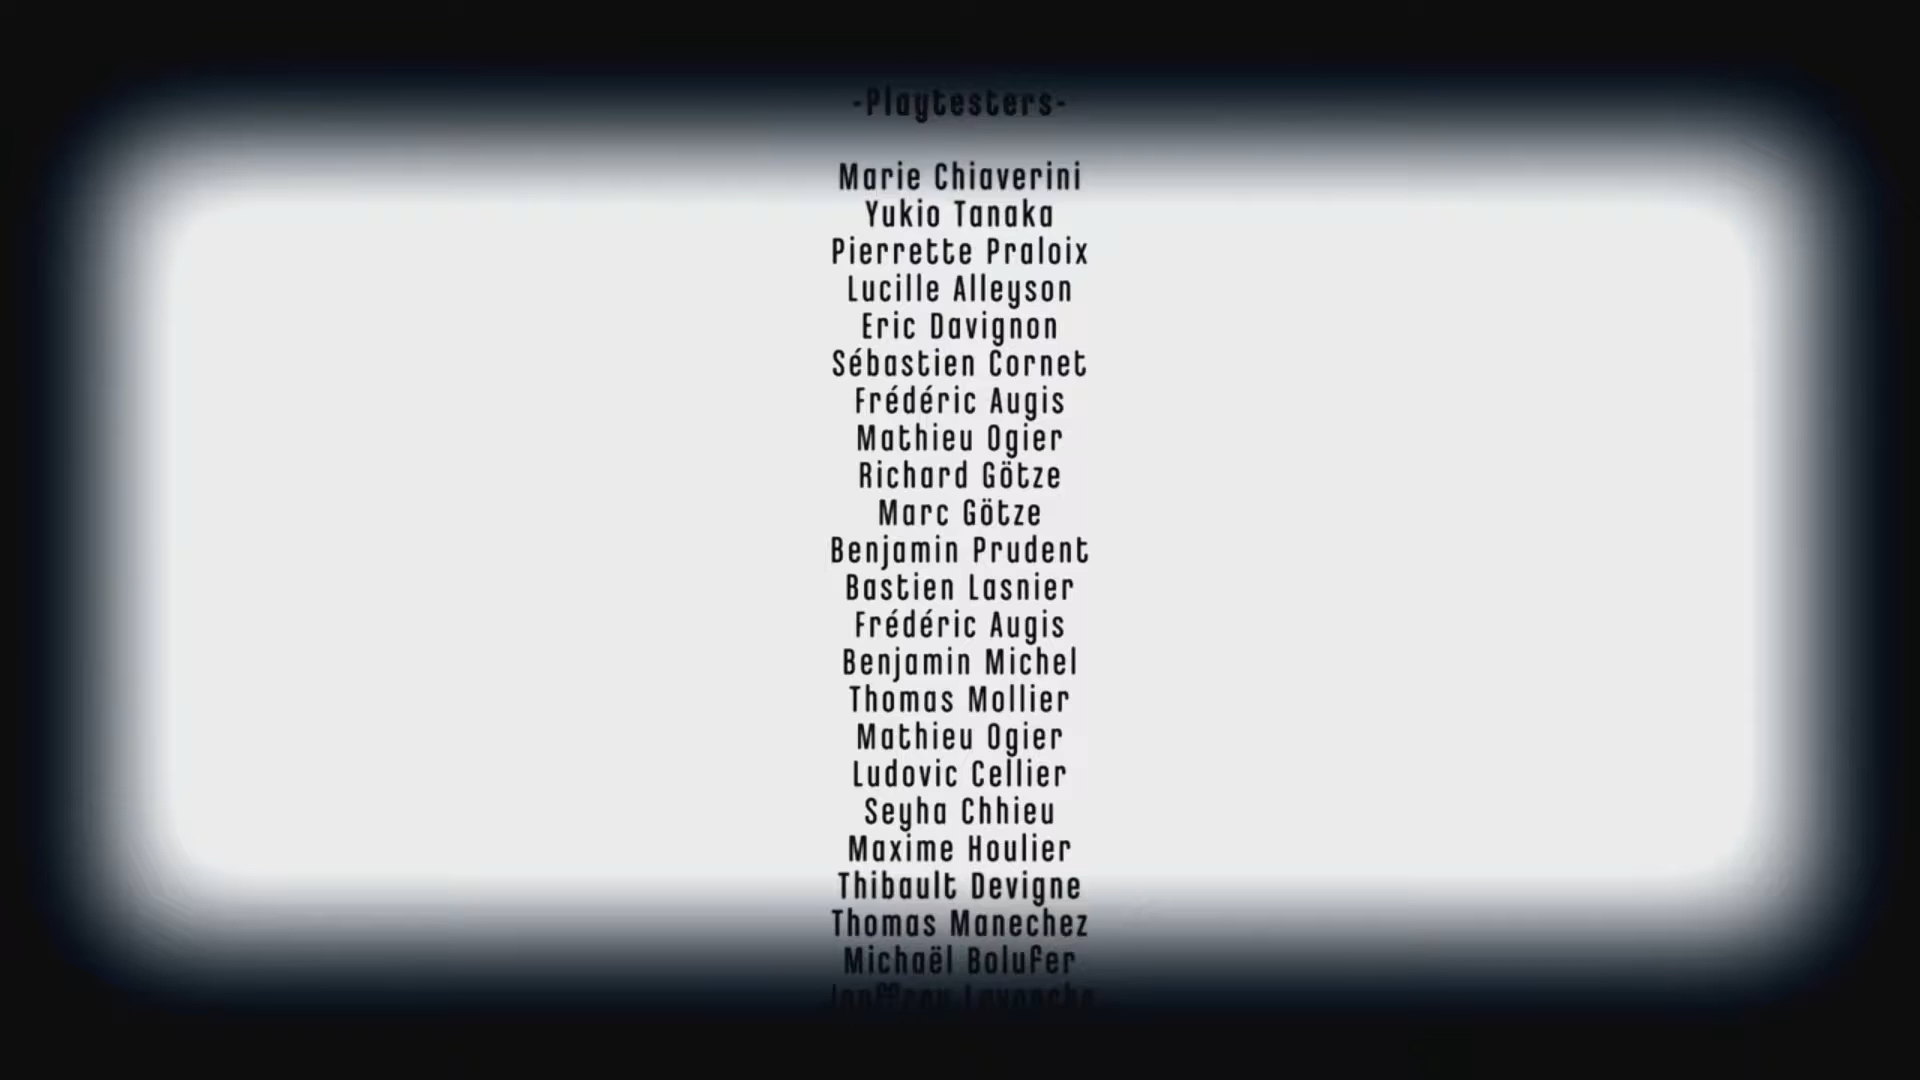 -Playtesters-
Marie Chiaverini
Yukio Tanaka
Pierrette Praloix
Lucille Alleyson
Eric Davignon
Sébastien Cornet
Frédéric Augis
Mathieu Ogier
Richard Götze
Marc Götze
Benjamin Prudent
Bastien Lasnier
Frédéric Augis
Benjamin Michel
Thomas Mollier
Mathieu Ogier
Ludovic Cellier
Seyha Chhieu
Maxime Houlier
Thibault Devigne
Thomas Manechez
Michaël Bolufer